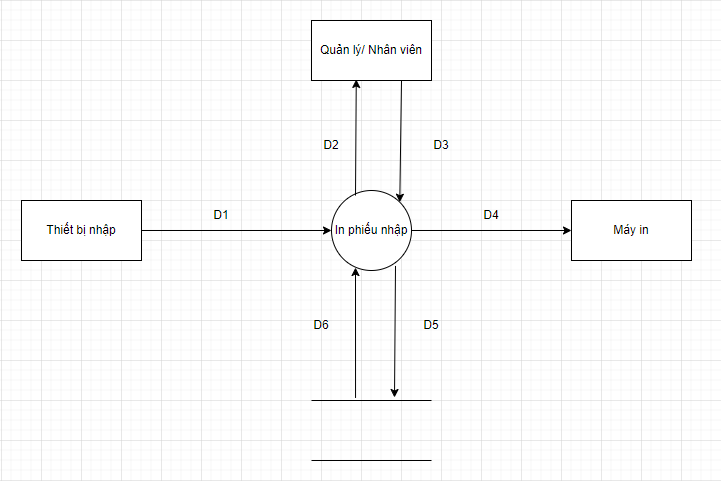 Quản lý/ Nhân viên
D2
D3
Thiết bị nhập
D1
In phiếu nhập
D4
Máy in
D6
D5